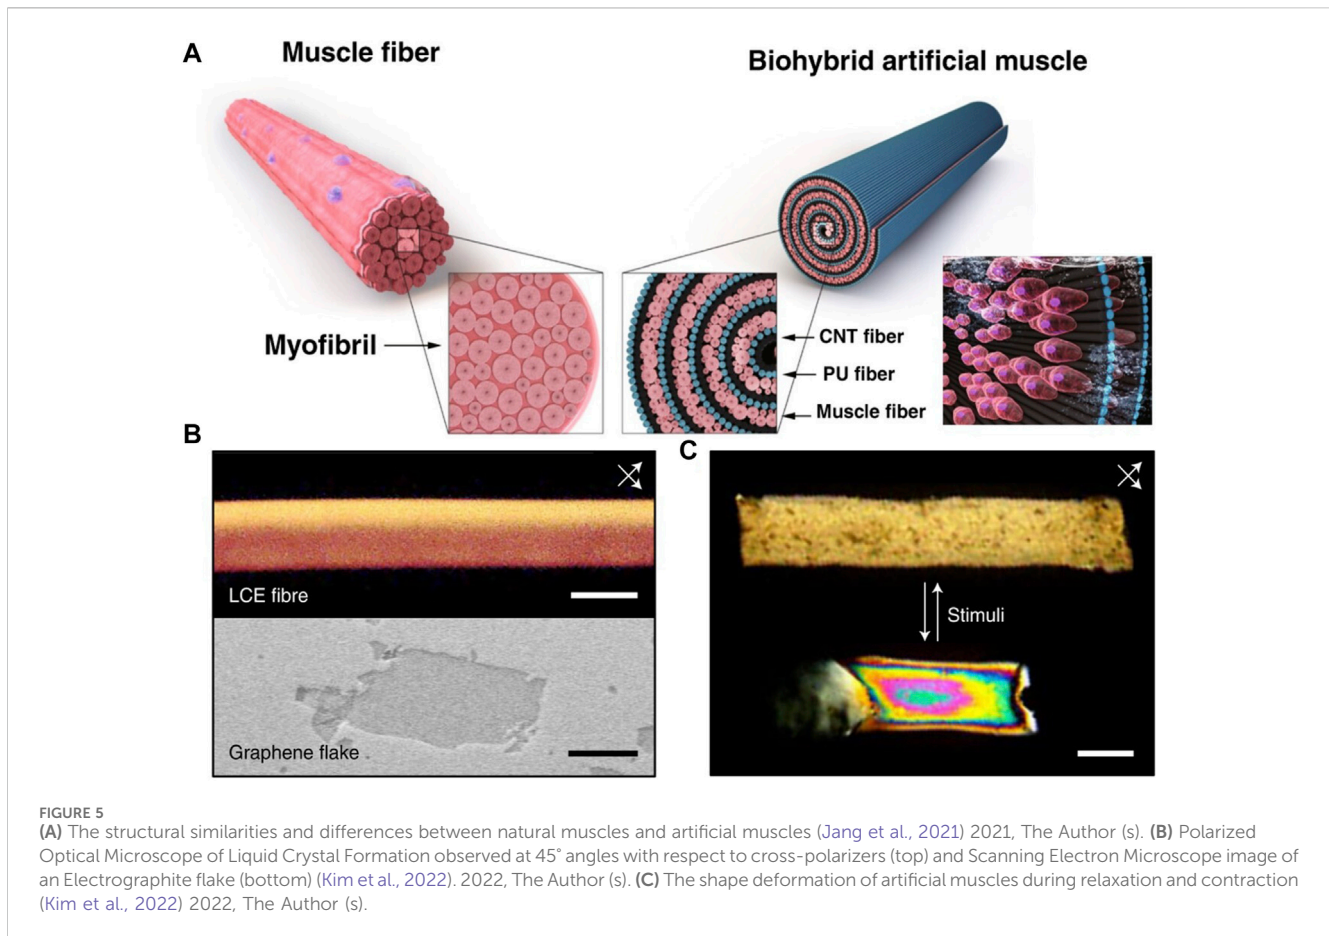 A
Muscle fiber
Biohybrid artificial muscle
Myofibril
CNT fiber
PU fiber
Muscle fiber
B
LCE fibre
Graphene flake
C
Stimuli
FIGURE 5
(A) The structural similarities and differences between natural muscles and artificial muscles (Jang et al., 2021) 2021, The Author (s). (B) Polarized
Optical Microscope of Liquid Crystal Formation observed at 45° angles with respect to cross-polarizers (top) and Scanning Electron Microscope image of
an Electrographite flake (bottom) (Kim et al., 2022). 2022, The Author (s). (C) The shape deformation of artificial muscles during relaxation and contraction
(Kim et al., 2022) 2022, The Author (s).